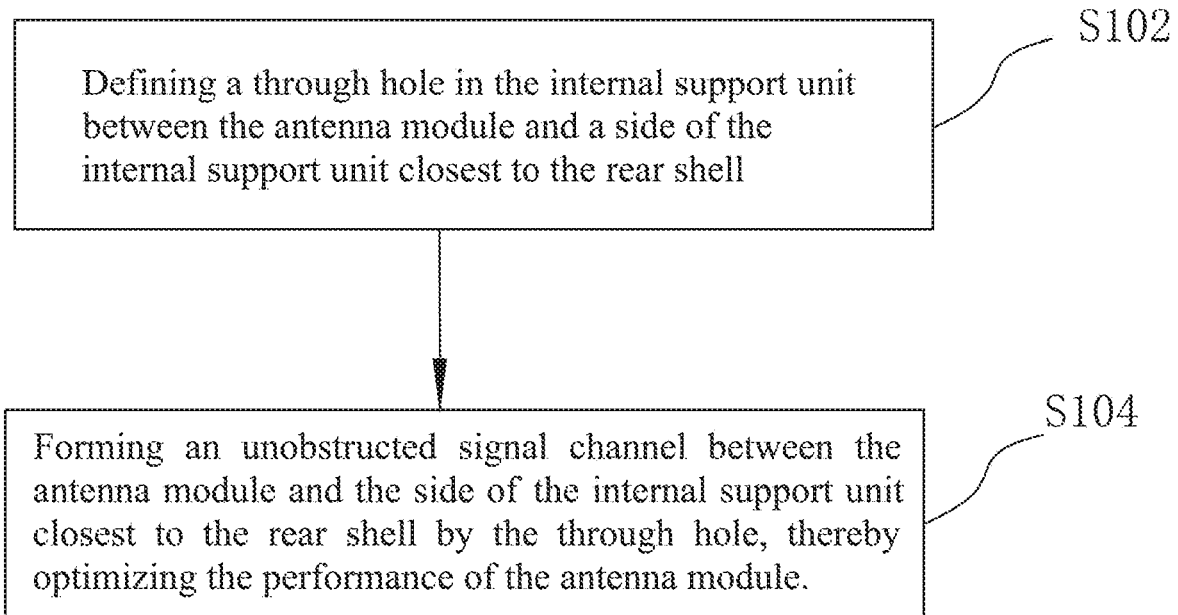 S102
Defining a through hole in the internal support unit
between the antenna module and a side of the
internal support unit closest to the rear shell
S104
Forming an unobstructed signal channel between the
antenna module and the side of the internal support unit
closest to the rear shell by the through hole, thereby
optimizing the performance of the antenna module.